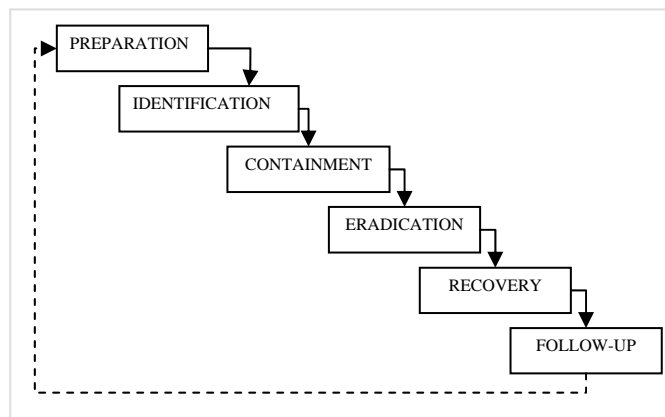 PREPARATION
IDENTIFICATION
CONTAINMENT
ERADICATION
RECOVERY
FOLLOW-UP